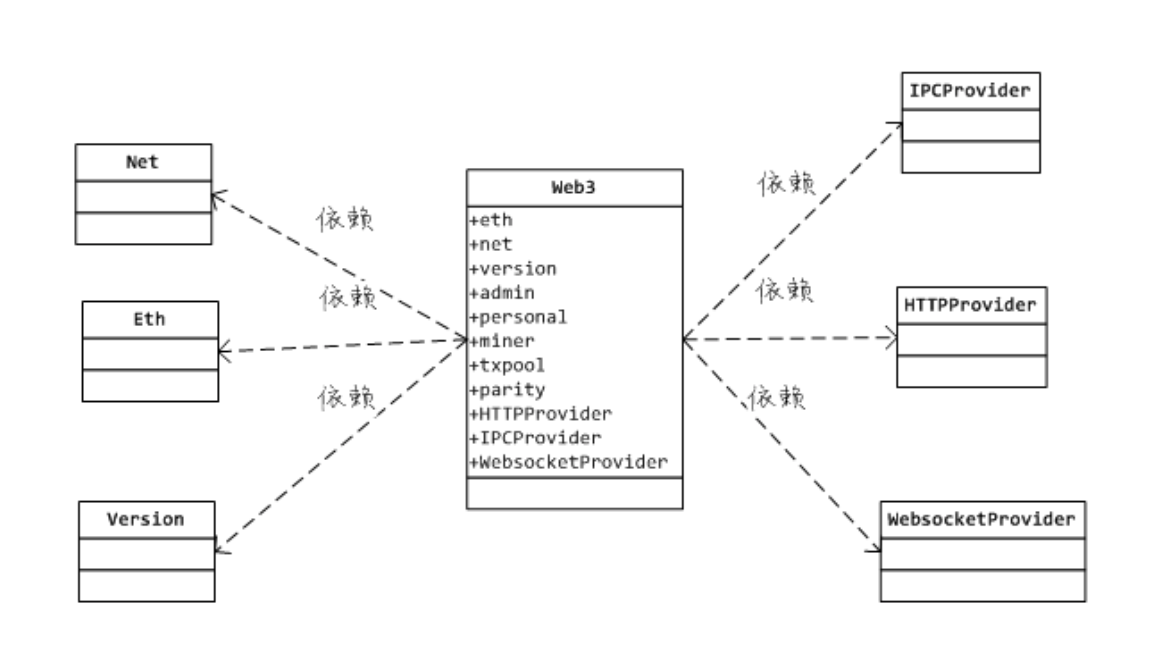 IPCProvider
Net
Web3
依赖
依赖
+eth
+net
+version
+admin
+personal
+miner
+txpool
+parity
+HTTPProvider
+IPCProvider
+WebsocketProvider
依赖
依赖
HTTPProvider
Eth
依赖
依赖
Version
WebsocketProvider